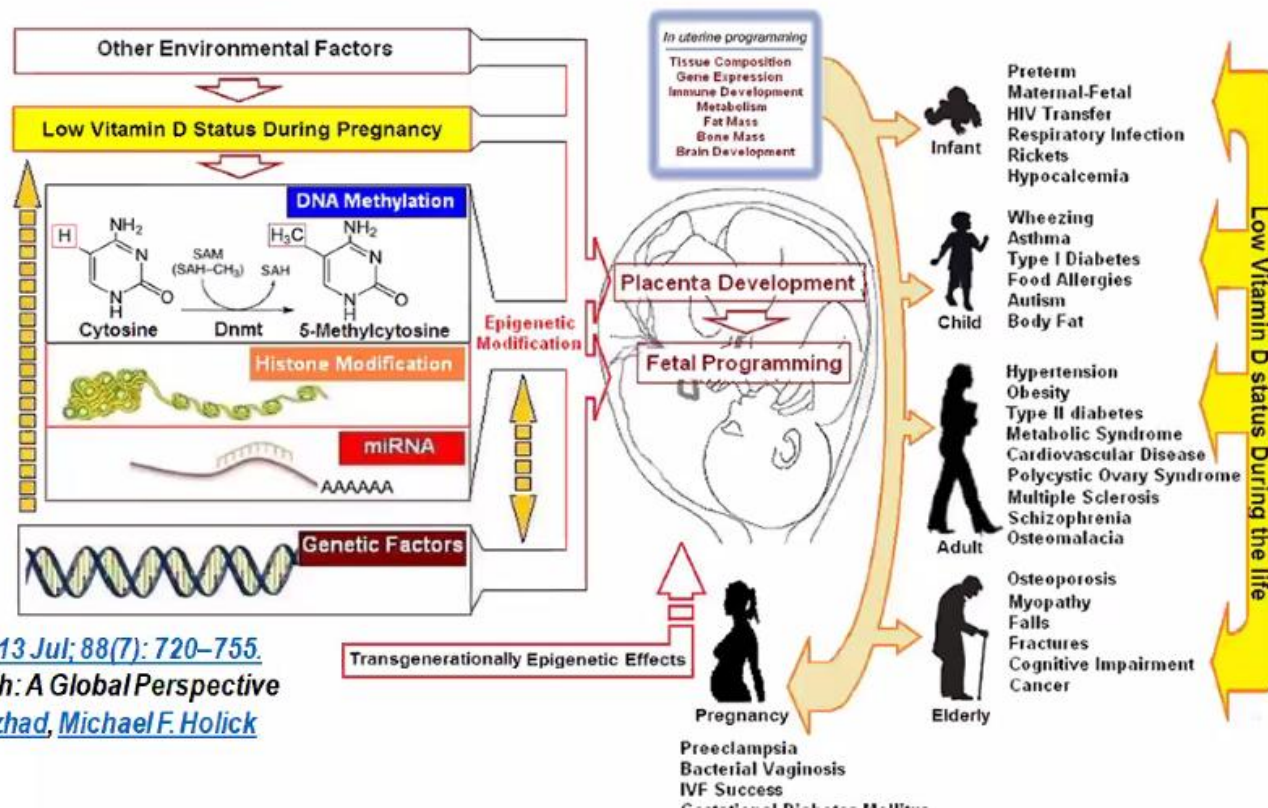 Other Environmental Factors
Low Vitamin D Status During Pregnancy
DNA Methylation
H
NH₂
N
N
H
O
SAM
(SAH–CH₃)
SAH
H₃C
NH₂
N
N
H
O
Cytosine
Dnmt
5-Methylcytosine
Histone Modification
miRNA
AAAAAA
Genetic Factors
Epigenetic
Modification
In uterine programming
Tissue Composition
Gene Expression
Immune Development
Metabolism
Fat Mass
Bone Mass
Brain Development
Placenta Development
Fetal Programming
Transgenerationally Epigenetic Effects
Infant
Preterm
Maternal-Fetal
HIV Transfer
Respiratory Infection
Rickets
Hypocalcemia
Child
Wheezing
Asthma
Type I Diabetes
Food Allergies
Autism
Body Fat
Adult
Hypertension
Obesity
Type II diabetes
Metabolic Syndrome
Cardiovascular Disease
Polycystic Ovary Syndrome
Multiple Sclerosis
Schizophrenia
Osteomalacia
Elderly
Osteoporosis
Myopathy
Falls
Fractures
Cognitive Impairment
Cancer
Pregnancy
Preeclampsia
Bacterial Vaginosis
IVF Success
Gestational Diabetes Mellitus
Low Vitamin D status During the life
13 Jul; 88(7): 720–755.
h: A Global Perspective
zhad, Michael F. Holick